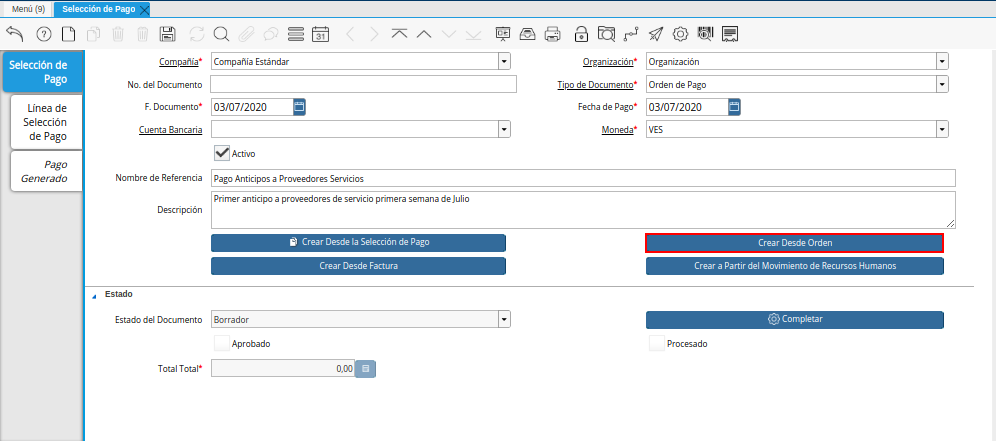 Menú (9)
Selección de Pago
31
Selección de
Pago
Línea de
Selección
de Pago
Pago
Generado
Compañía* Compañía Estándar
Organización* Organización
No. del Documento
Tipo de Documento* Orden de Pago
F. Documento* 03/07/2020
Fecha de Pago* 03/07/2020
Cuenta Bancaria
Moneda* VES
Activo
Nombre de Referencia Pago Anticipos a Proveedores Servicios
Descripción Primer anticipo a proveedores de servicio primera semana de Julio
Crear Desde la Selección de Pago
Crear Desde Orden
Crear Desde Factura
Crear a Partir del Movimiento de Recursos Humanos
Estado
Estado del Documento Borrador
Completar
Aprobado
Procesado
Total Total* 0,00